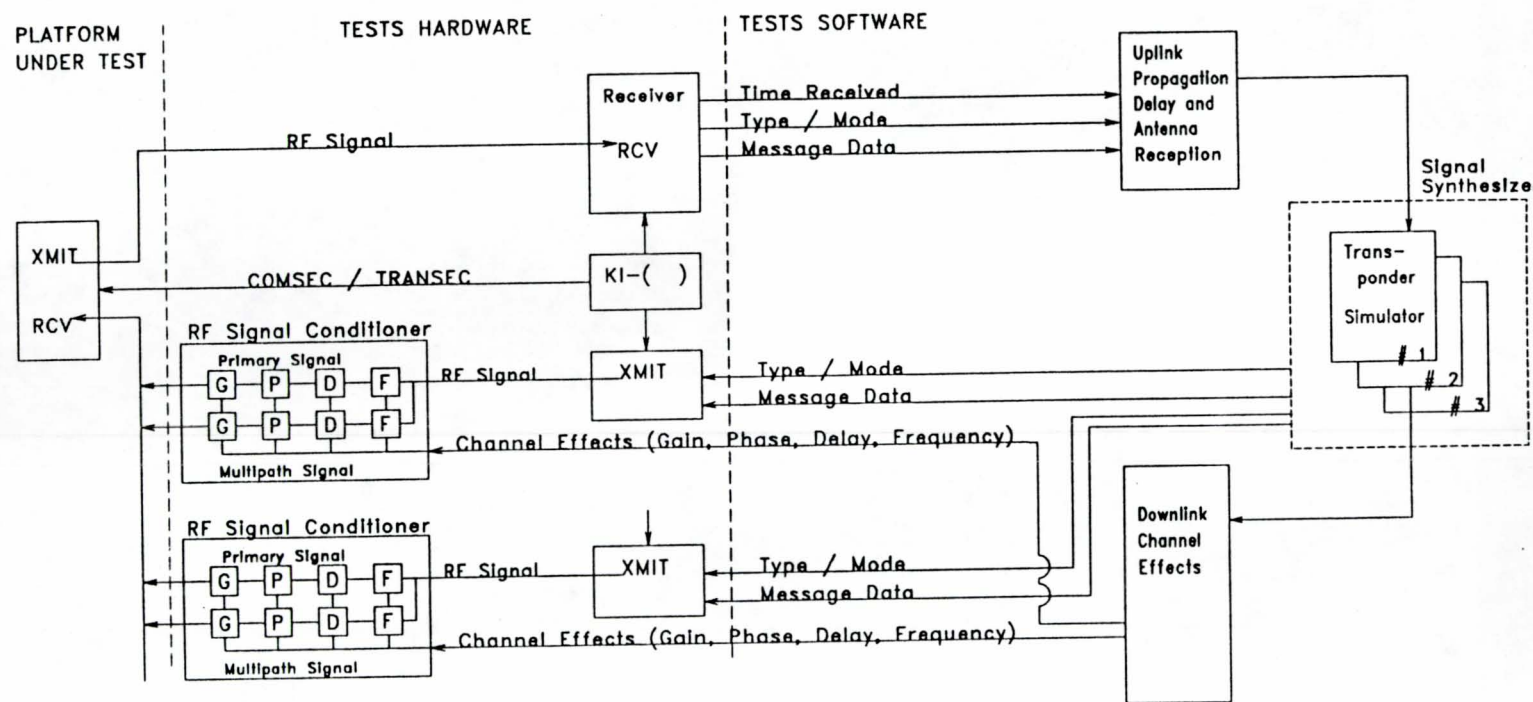 PLATFORM
UNDER TEST
TESTS HARDWARE
TESTS SOFTWARE
Receiver
RCV
Time Received
Type / Mode
Message Data
Uplink
Propagation
Delay and
Antenna
Reception
RF Signal
Signal
Synthesize
XMIT
RCV
COMSEC / TRANSEC
KI-( )
Trans-
ponder
Simulator
# 1
# 2
# 3
RF Signal Conditioner
Primary Signal
G P D F
G P D F
Multipath Signal
RF Signal
XMIT
Type / Mode
Message Data
Channel Effects (Gain, Phase, Delay, Frequency)
Downlink
Channel
Effects
RF Signal Conditioner
Primary Signal
G P D F
G P D F
Multipath Signal
RF Signal
XMIT
Type / Mode
Message Data
Channel Effects (Gain, Phase, Delay, Frequency)